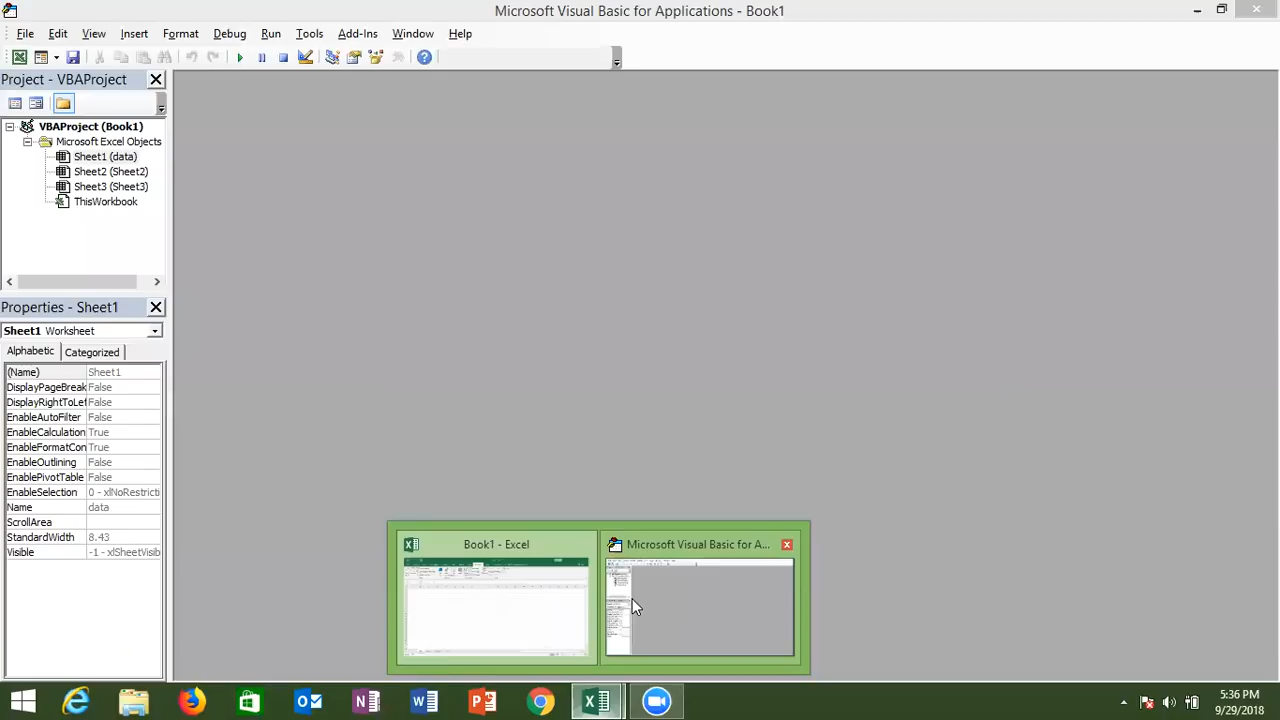 Microsoft Visual Basic for Applications - Book1
File Edit View Insert Format Debug Run Tools Add-Ins Window Help
Project - VBAProject
VBAProject (Book1)
Microsoft Excel Objects
Sheet1 (data)
Sheet2 (Sheet2)
Sheet3 (Sheet3)
ThisWorkbook
Properties - Sheet1
Sheet1 Worksheet
Alphabetic Categorized
(Name) Sheet1
DisplayPageBreak False
DisplayRightToLef False
EnableAutoFilter False
EnableCalculation True
EnableFormatCon True
EnableOutlining False
EnablePivotTable False
EnableSelection 0 - xlNoRestricti
Name data
ScrollArea
StandardWidth 8.43
Visible -1 - xlSheetVisib
Book1 - Excel
Microsoft Visual Basic for A...
5:36 PM
9/29/2018